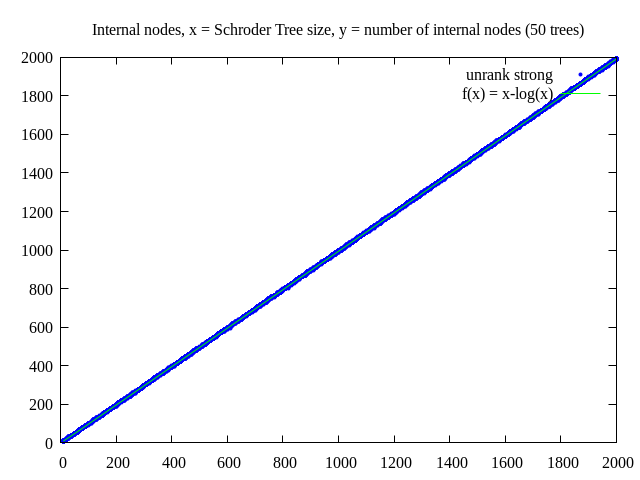 Internal nodes, x = Schroder Tree size, y = number of internal nodes (50 trees)
2000
1800
1600
1400
1200
1000
800
600
400
200
0
unrank strong
f(x) = x-log(x)
0 200 400 600 800 1000 1200 1400 1600 1800 2000